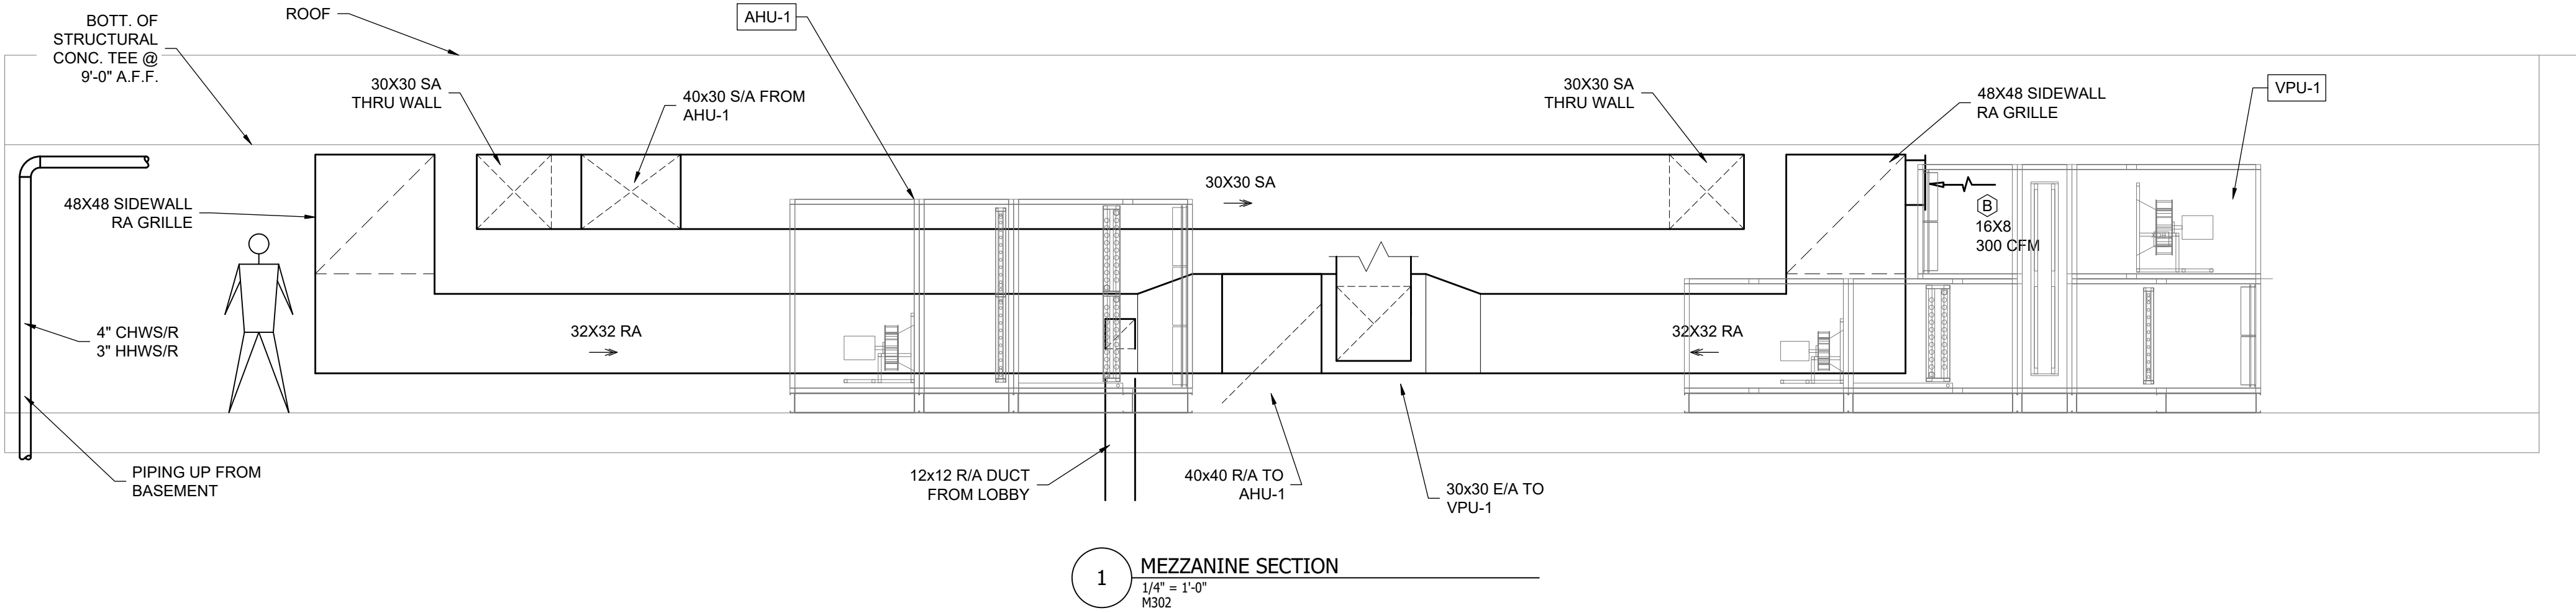 BOTT. OF
STRUCTURAL
CONC. TEE @
9'-0" A.F.F.
ROOF
AHU-1
30X30 SA
THRU WALL
40x30 S/A FROM
AHU-1
30X30 SA
THRU WALL
48X48 SIDEWALL
RA GRILLE
VPU-1
30X30 SA
48X48 SIDEWALL
RA GRILLE
B
16X8
300 CFM
4" CHWS/R
3" HHWS/R
32X32 RA
32X32 RA
PIPING UP FROM
BASEMENT
12x12 R/A DUCT
FROM LOBBY
40x40 R/A TO
AHU-1
30x30 E/A TO
VPU-1
1
MEZZANINE SECTION
1/4" = 1'-0"
M302